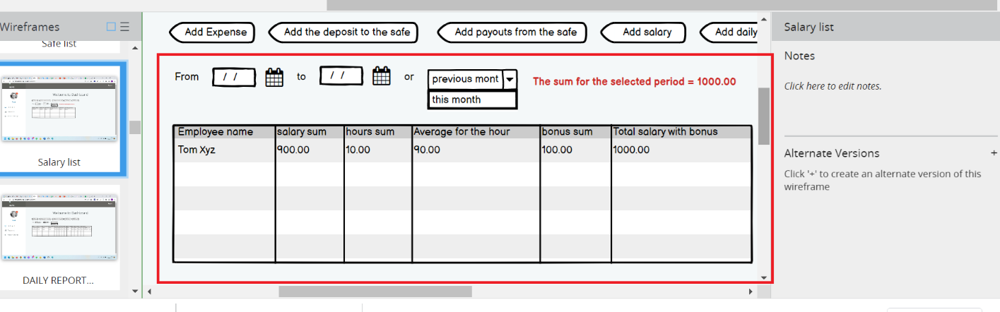 Wireframes
Safe list
Salary list
DAILY REPORT...
Add Expense
Add the deposit to the safe
Add payouts from the safe
Add salary
Add daily
From / / to / / or previous mont
this month
The sum for the selected period = 1000.00
Employee name salary sum hours sum Average for the hour bonus sum Total salary with bonus
Tom Xyz 900.00 10.00 90.00 100.00 1000.00
Salary list
Notes
Click here to edit notes.
Alternate Versions +
Click '+' to create an alternate version of this
wireframe